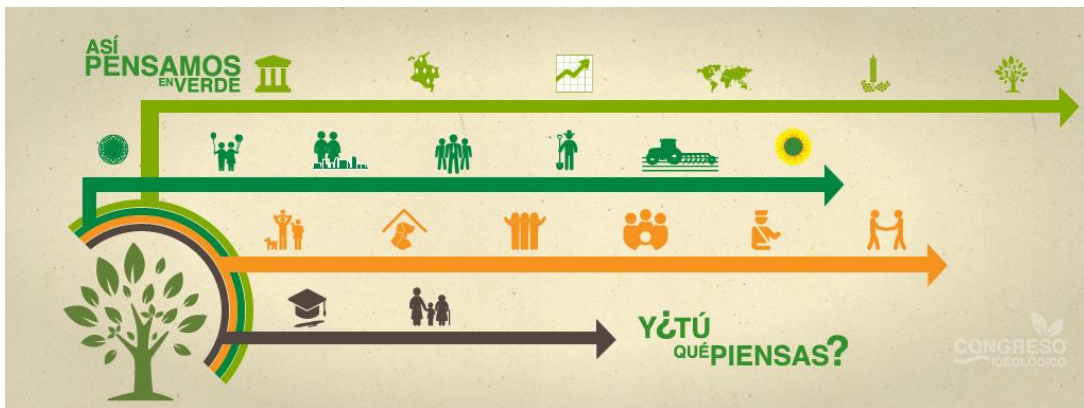 ASÍ
PENSAMOS
EN VERDE
Y ¿TÚ
QUÉ PIENSAS?
CONGRESO
IDEOLÓGICO